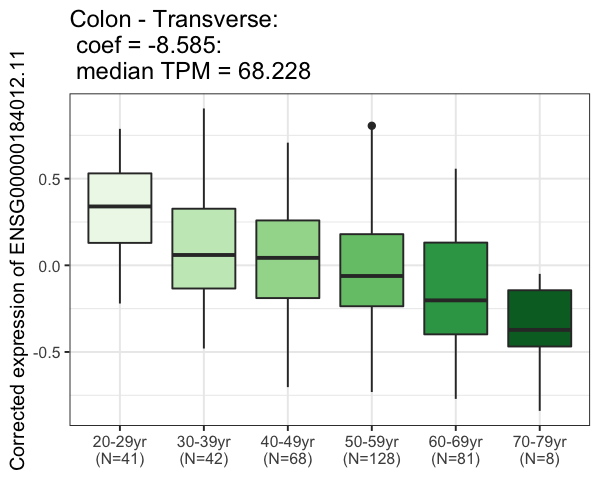 Colon - Transverse:
coef = -8.585:
median TPM = 68.228
Corrected expression of ENSG00000184012.11
0.5
0.0
-0.5
20-29yr 30-39yr 40-49yr 50-59yr 60-69yr 70-79yr
(N=41) (N=42) (N=68) (N=128) (N=81) (N=8)